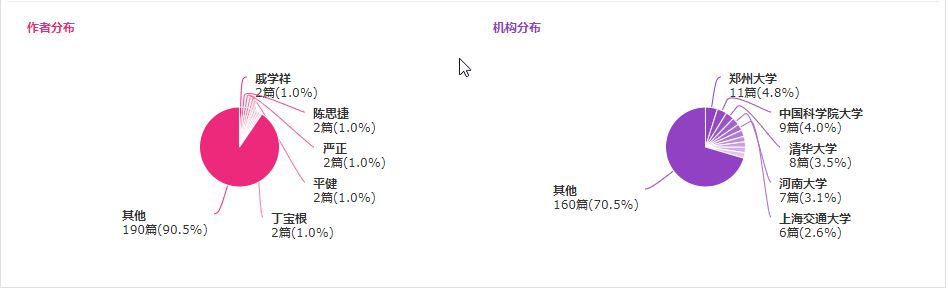 作者分布
戚学祥
2篇(1.0%)
陈思捷
2篇(1.0%)
严正
2篇(1.0%)
平健
2篇(1.0%)
丁宝根
2篇(1.0%)
其他
190篇(90.5%)
机构分布
郑州大学
11篇(4.8%)
中国科学院大学
9篇(4.0%)
清华大学
8篇(3.5%)
河南大学
7篇(3.1%)
上海交通大学
6篇(2.6%)
其他
160篇(70.5%)